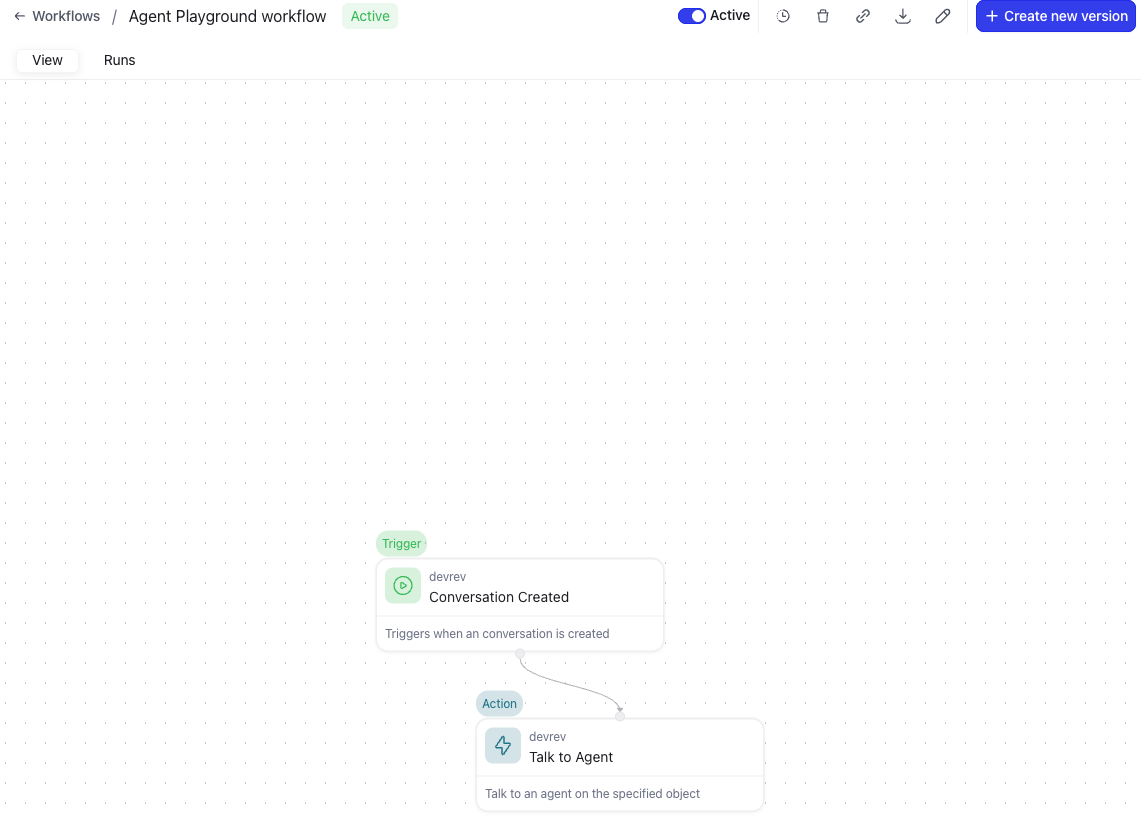 Workflows / Agent Playground workflow Active Active Create new version
View Runs
Trigger
devrev
Conversation Created
Triggers when an conversation is created
Action
devrev
Talk to Agent
Talk to an agent on the specified object